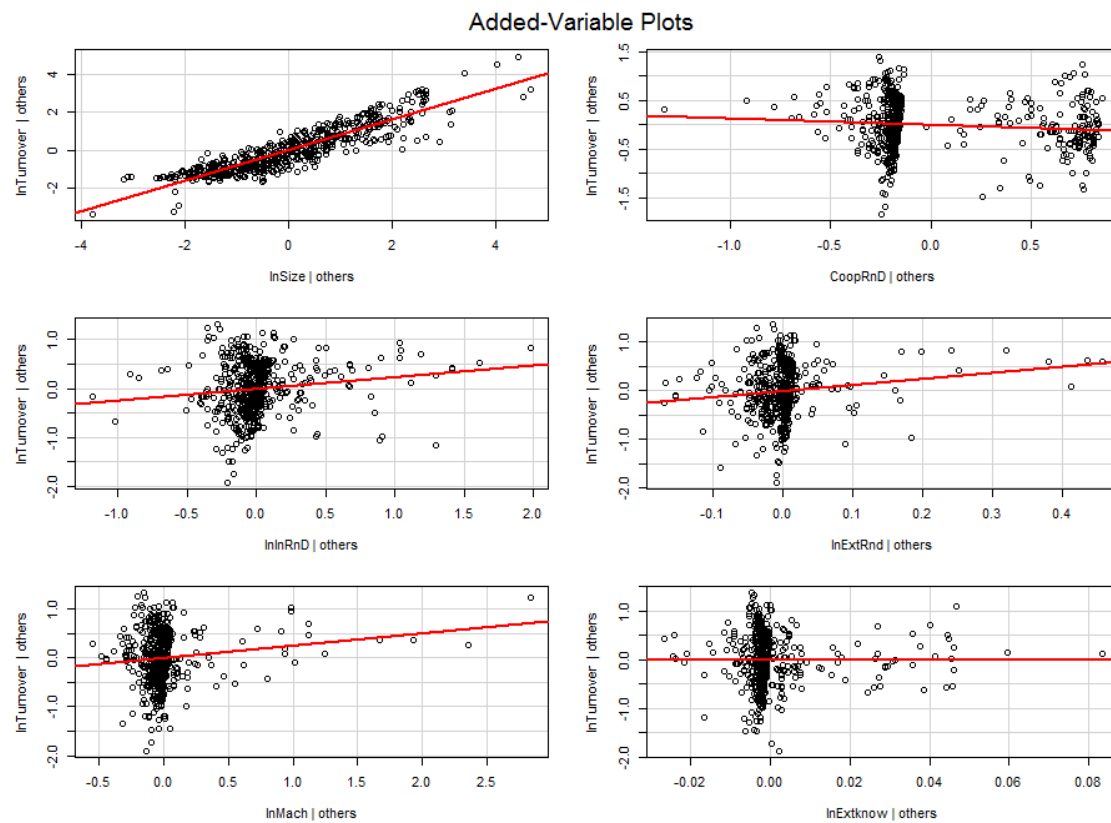 Added-Variable Plots
lnTurnover | others
4
2
0
-2
-4 -2 0 2 4
lnSize | others
lnTurnover | others
1.5
0.5
-0.5
-1.5
-1.0 -0.5 0.0 0.5
CoopRnD | others
lnTurnover | others
1.0
0.0
-1.0
-2.0
-1.0 -0.5 0.0 0.5 1.0 1.5 2.0
lnInRnD | others
lnTurnover | others
1.0
0.0
-1.0
-2.0
-0.1 0.0 0.1 0.2 0.3 0.4
lnExtRnd | others
lnTurnover | others
1.0
0.0
-1.0
-2.0
-0.5 0.0 0.5 1.0 1.5 2.0 2.5
lnMach | others
lnTurnover | others
1.0
0.0
-1.0
-2.0
-0.02 0.00 0.02 0.04 0.06 0.08
lnExtknow | others